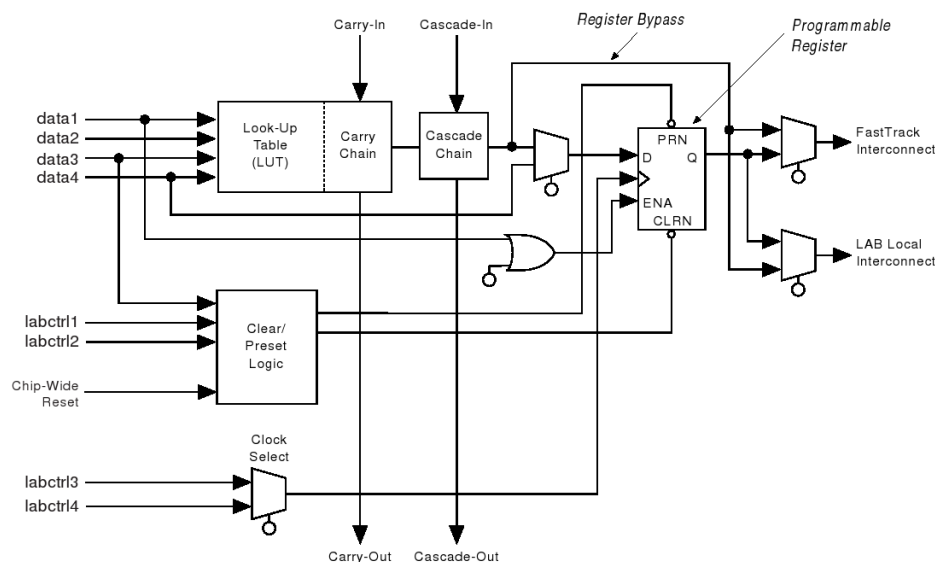 Carry-In
Cascade-In
Register Bypass
Programmable
Register
data1
data2
data3
data4
Look-Up
Table
(LUT)
Carry
Chain
Cascade
Chain
PRN
D
Q
ENA
CLRN
FastTrack
Interconnect
LAB Local
Interconnect
labctrl1
labctrl2
Clear/
Preset
Logic
Chip-Wide
Reset
Clock
Select
labctrl3
labctrl4
Carry-Out
Cascade-Out